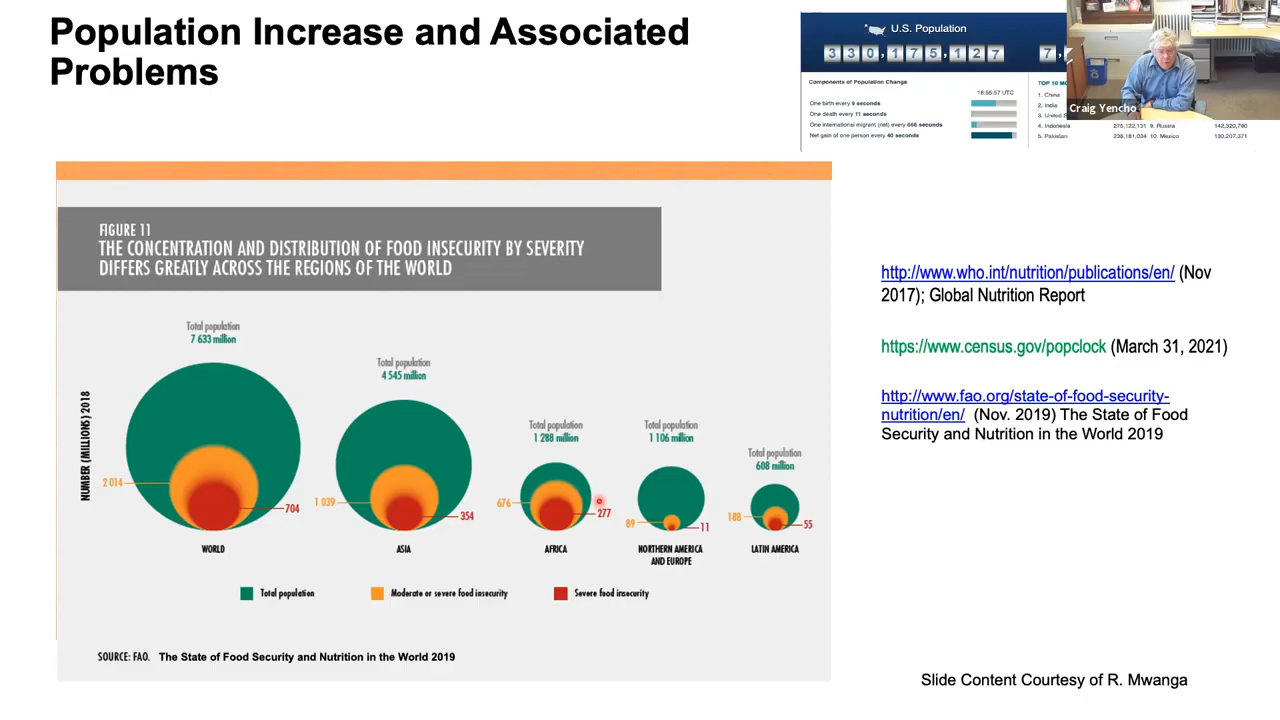 Population Increase and Associated
Problems
U.S. Population
330,175,127
7,
Components of Population Change
18:55:57 UTC
One birth every 9 seconds
One death every 11 seconds
One international migrant (net) every 666 seconds
Net gain of one person every 40 seconds
TOP 10
1. China
2. India
3. United
4. Indonesia 275,122,131 9. Russia 142,320,790
5. Pakistan 238,181,034 10. Mexico 130,207,371
Craig Yencho
FIGURE 11
THE CONCENTRATION AND DISTRIBUTION OF FOOD INSECURITY BY SEVERITY
DIFFERS GREATLY ACROSS THE REGIONS OF THE WORLD
NUMBER (MILLIONS) 2018
Total population
7 633 million
2 014
704
WORLD
Total population
4 545 million
1 039
354
ASIA
Total population
1 288 million
676
277
AFRICA
Total population
1 106 million
89
11
NORTHERN AMERICA
AND EUROPE
Total population
608 million
188
55
LATIN AMERICA
Total population
Moderate or severe food insecurity
Severe food insecurity
SOURCE: FAO. The State of Food Security and Nutrition in the World 2019
http://www.who.int/nutrition/publications/en/ (Nov
2017); Global Nutrition Report
https://www.census.gov/popclock (March 31, 2021)
http://www.fao.org/state-of-food-security-
nutrition/en/ (Nov. 2019) The State of Food
Security and Nutrition in the World 2019
Slide Content Courtesy of R. Mwanga